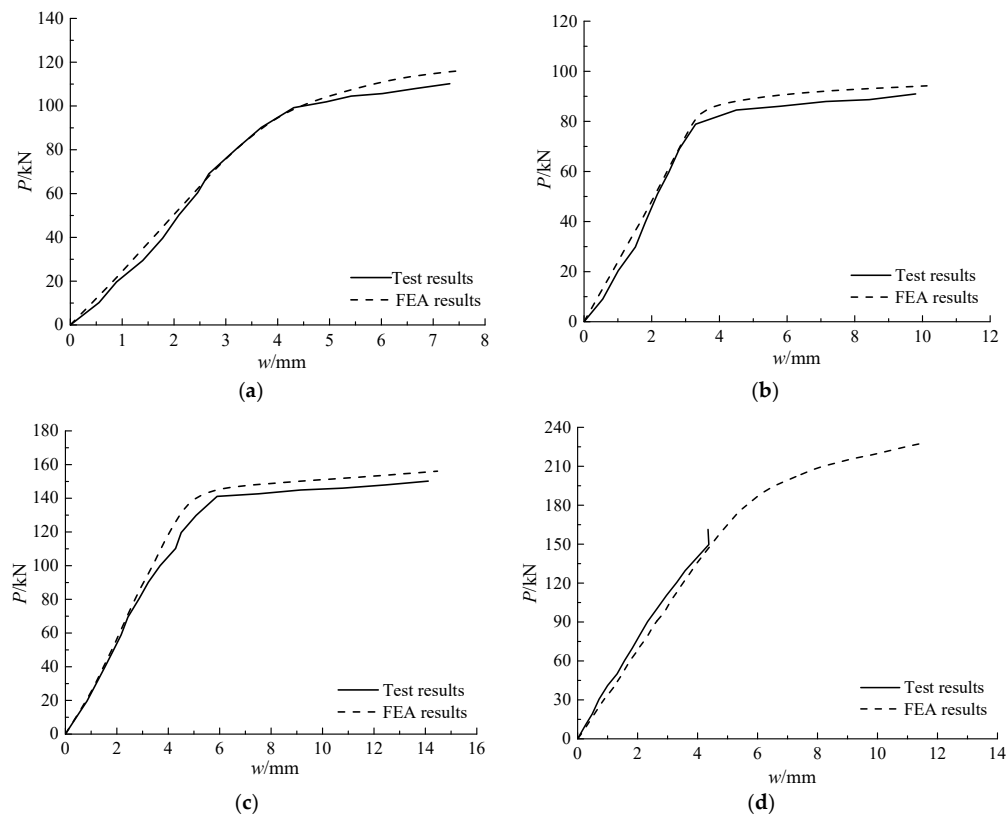 140
120
100
80
60
40
20
0
P/kN
Test results
FEA results
0 1 2 3 4 5 6 7 8
w/mm
(a)
120
100
80
60
40
20
0
P/kN
Test results
FEA results
0 2 4 6 8 10 12
w/mm
(b)
180
160
140
120
100
80
60
40
20
0
P/kN
Test results
FEA results
0 2 4 6 8 10 12 14 16
w/mm
(c)
240
210
180
150
120
90
60
30
0
P/kN
Test results
FEA results
0 2 4 6 8 10 12 14
w/mm
(d)